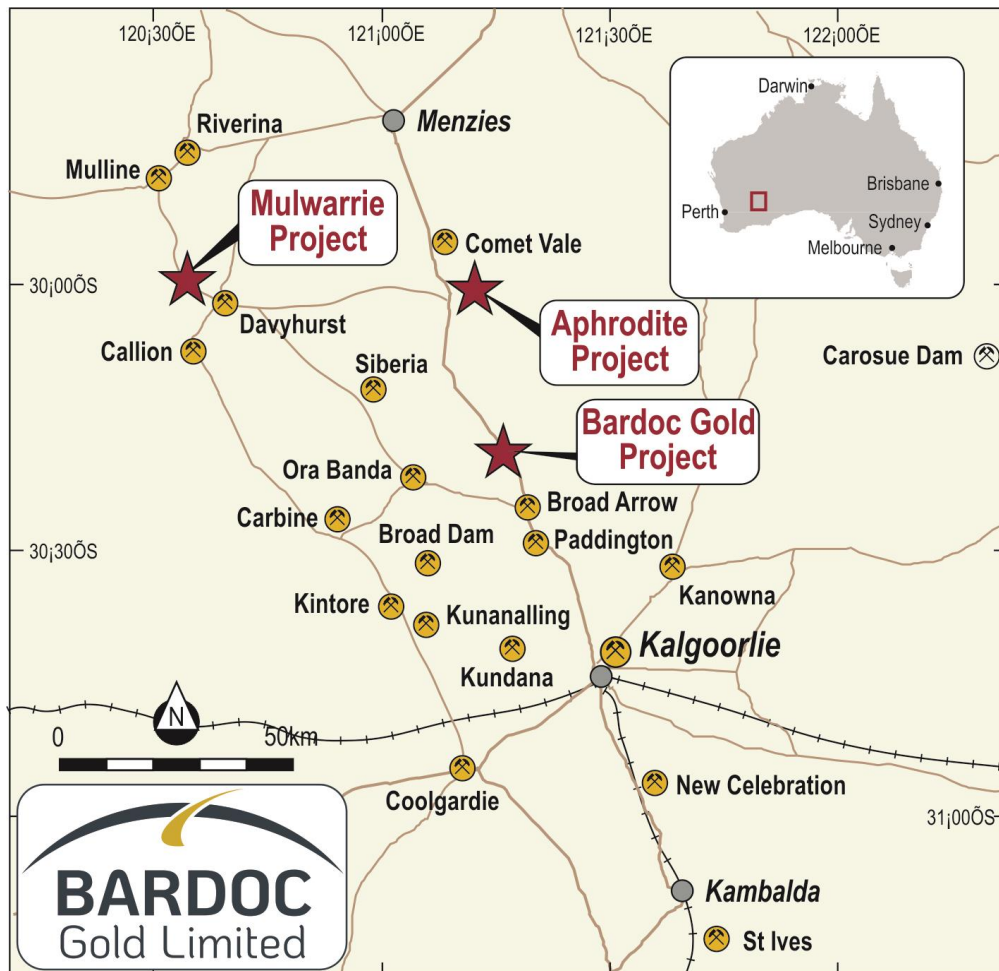 120¡30ÕE
121¡00ÕE
121¡30ÕE
122¡00ÕE
Darwin
Brisbane
Perth
Sydney
Melbourne
Menzies
Riverina
Mulline
Mulwarrie
Project
Comet Vale
30¡00ÕS
Davyhurst
Aphrodite
Project
Callion
Siberia
Carosue Dam
Bardoc Gold
Project
Ora Banda
Broad Arrow
Carbine
Broad Dam
Paddington
30¡30ÕS
Kanowna
Kintore
Kunanalling
Kalgoorlie
Kundana
N
0
50km
Coolgardie
New Celebration
31¡00ÕS
BARDOC
Gold Limited
Kambalda
St Ives